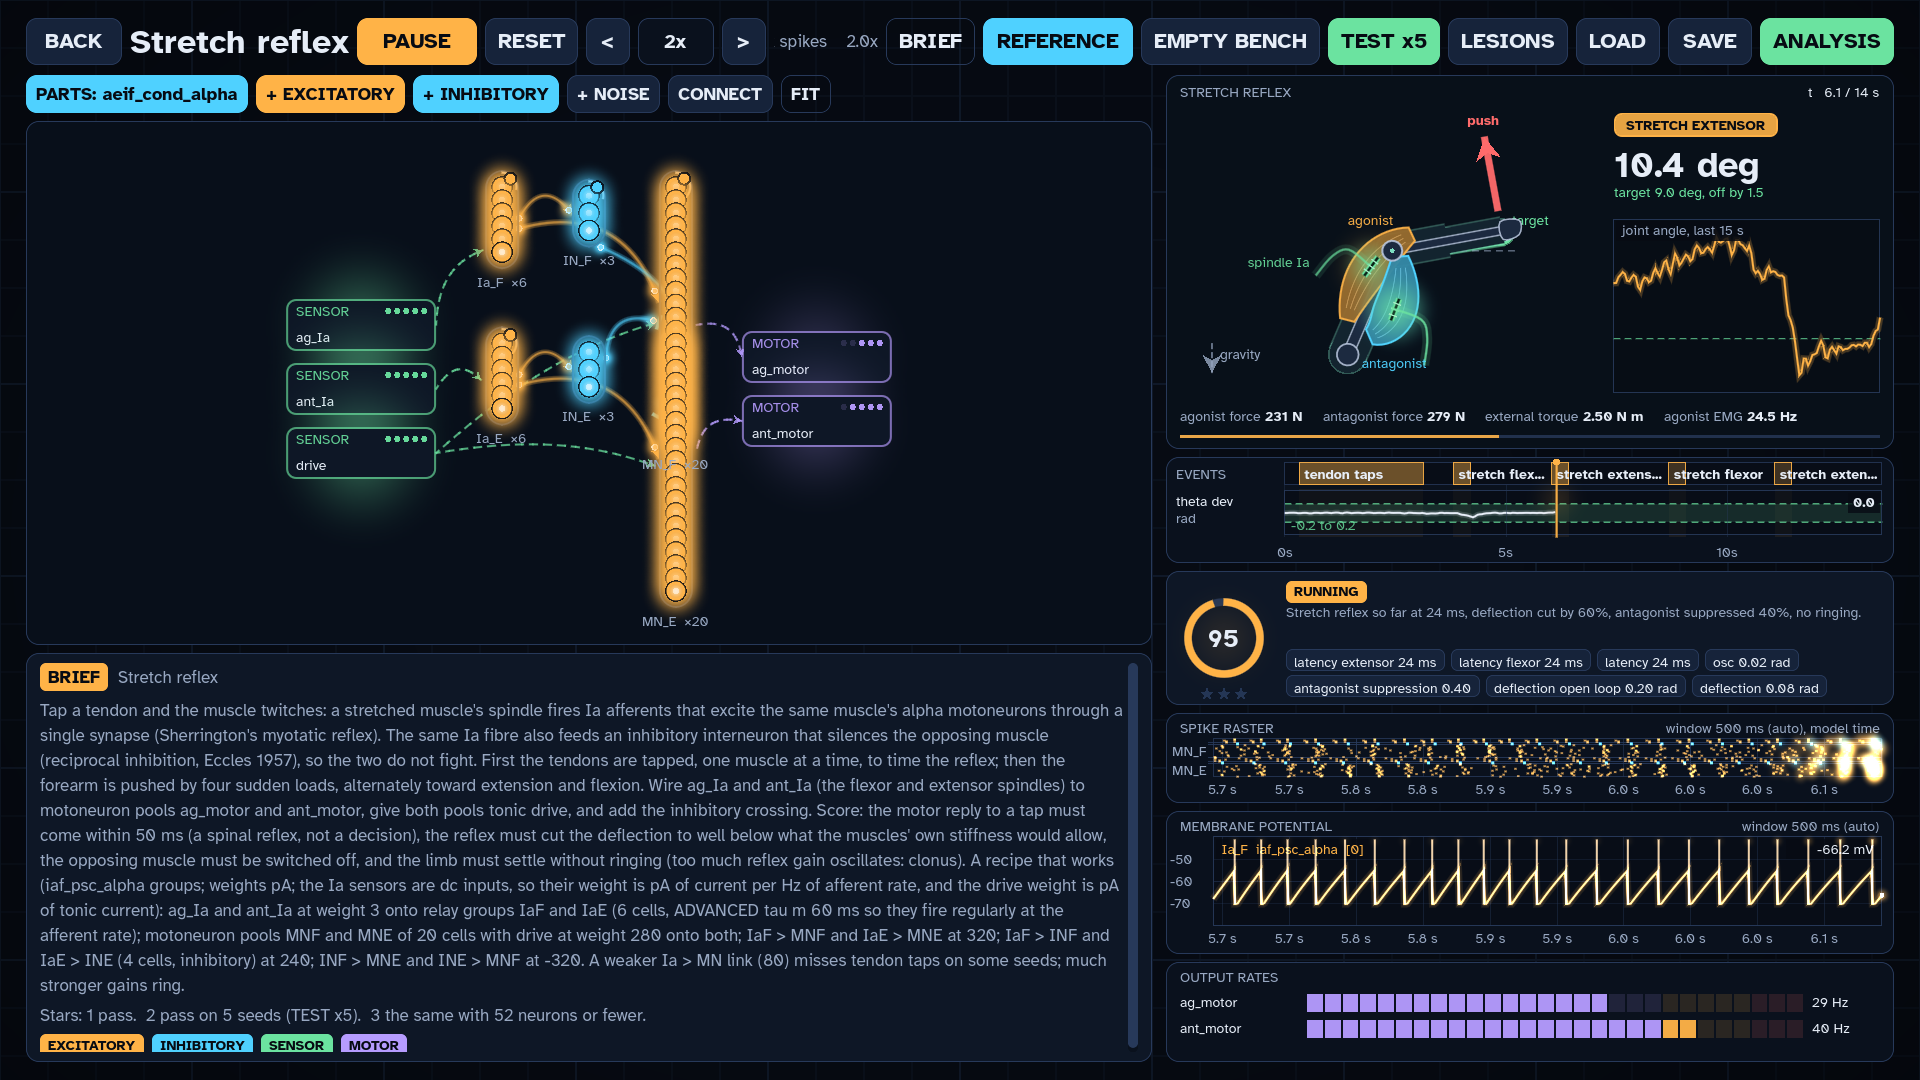 BACK Stretch reflex PAUSE RESET < 2x > spikes 2.0x BRIEF REFERENCE EMPTY BENCH TEST x5 LESIONS LOAD SAVE ANALYSIS
PARTS: aeif_cond_alpha + EXCITATORY + INHIBITORY + NOISE CONNECT FIT
Ia_F ×6
IN_F ×3
SENSOR
ag_Ia
SENSOR
ant_Ia
SENSOR
drive
Ia_E ×6
IN_E ×3
MN_F ×20
MN_E ×20
MOTOR
ag_motor
MOTOR
ant_motor
BRIEF Stretch reflex
Tap a tendon and the muscle twitches: a stretched muscle's spindle fires Ia afferents that excite the same muscle's alpha motoneurons through a
single synapse (Sherrington's myotatic reflex). The same Ia fibre also feeds an inhibitory interneuron that silences the opposing muscle
(reciprocal inhibition, Eccles 1957), so the two do not fight. First the tendons are tapped, one muscle at a time, to time the reflex; then the
forearm is pushed by four sudden loads, alternately toward extension and flexion. Wire ag_Ia and ant_Ia (the flexor and extensor spindles) to
motoneuron pools ag_motor and ant_motor, give both pools tonic drive, and add the inhibitory crossing. Score: the motor reply to a tap must
come within 50 ms (a spinal reflex, not a decision), the reflex must cut the deflection to well below what the muscles' own stiffness would allow,
the opposing muscle must be switched off, and the limb must settle without ringing (too much reflex gain oscillates: clonus). A recipe that works
(iaf_psc_alpha groups; weights pA; the Ia sensors are dc inputs, so their weight is pA of current per Hz of afferent rate, and the drive weight is pA
of tonic current): ag_Ia and ant_Ia at weight 3 onto relay groups IaF and IaE (6 cells, ADVANCED tau m 60 ms so they fire regularly at the
afferent rate); motoneuron pools MNF and MNE of 20 cells with drive at weight 280 onto both; IaF > MNF and IaE > MNE at 320; IaF > INF and
IaE > INE (4 cells, inhibitory) at 240; INF > MNE and INE > MNF at -320. A weaker Ia > MN link (80) misses tendon taps on some seeds; much
stronger gains ring.
Stars: 1 pass. 2 pass on 5 seeds (TEST x5). 3 the same with 52 neurons or fewer.
EXCITATORY INHIBITORY SENSOR MOTOR
STRETCH REFLEX t 6.1 / 14 s
push
agonist
target
spindle Ia
gravity
antagonist
STRETCH EXTENSOR
10.4 deg
target 9.0 deg, off by 1.5
joint angle, last 15 s
agonist force 231 N antagonist force 279 N external torque 2.50 N m agonist EMG 24.5 Hz
EVENTS tendon taps stretch flex... stretch extens... stretch flexor stretch exten...
theta dev 0.0
rad
-0.2 to 0.2
0s 5s 10s
95
RUNNING
Stretch reflex so far at 24 ms, deflection cut by 60%, antagonist suppressed 40%, no ringing.
latency extensor 24 ms latency flexor 24 ms latency 24 ms osc 0.02 rad
antagonist suppression 0.40 deflection open loop 0.20 rad deflection 0.08 rad
SPIKE RASTER window 500 ms (auto), model time
MN_F
MN_E
5.7 s 5.7 s 5.8 s 5.8 s 5.9 s 5.9 s 6.0 s 6.0 s 6.0 s 6.1 s
MEMBRANE POTENTIAL window 500 ms (auto)
Ia_F iaf_psc_alpha [0] -66.2 mV
-50
-60
-70
5.7 s 5.7 s 5.8 s 5.8 s 5.9 s 5.9 s 6.0 s 6.0 s 6.0 s 6.1 s
OUTPUT RATES
ag_motor 29 Hz
ant_motor 40 Hz